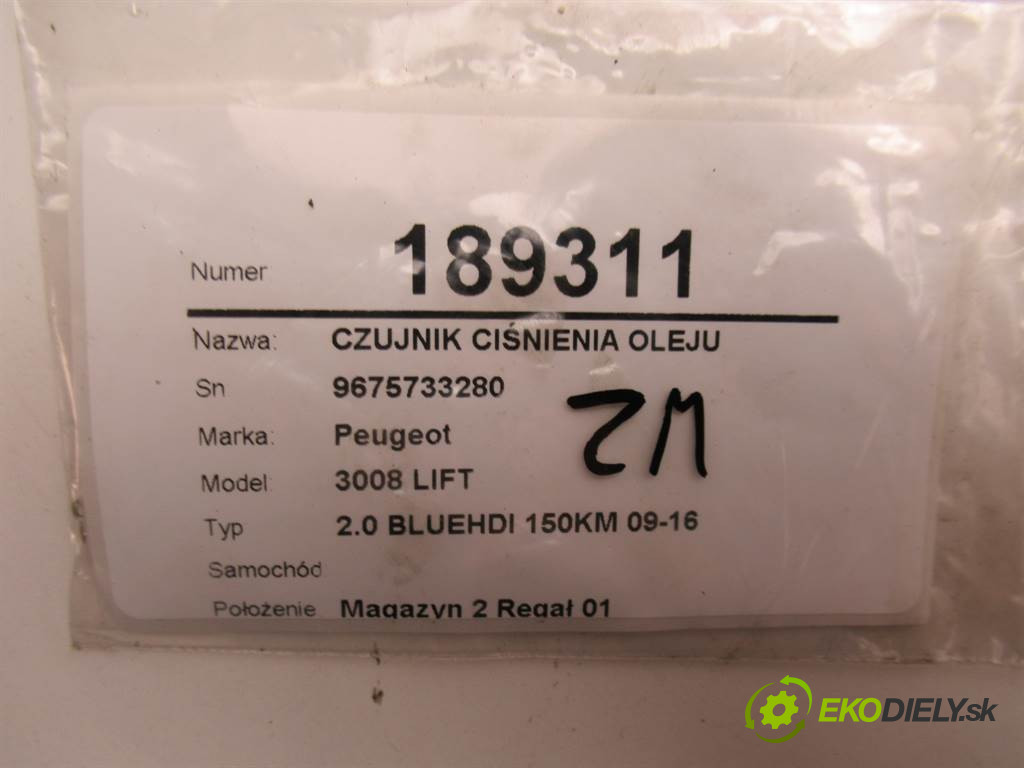 Numer 189311
Nazwa: CZUJNIK CIŚNIENIA OLEJU
Sn 9675733280
Marka: Peugeot
Model 3008 LIFT
Typ 2.0 BLUEHDI 150KM 09-16
Samochód
Położenie Magazyn 2 Regał 01
ZM
EKODIELY.sk